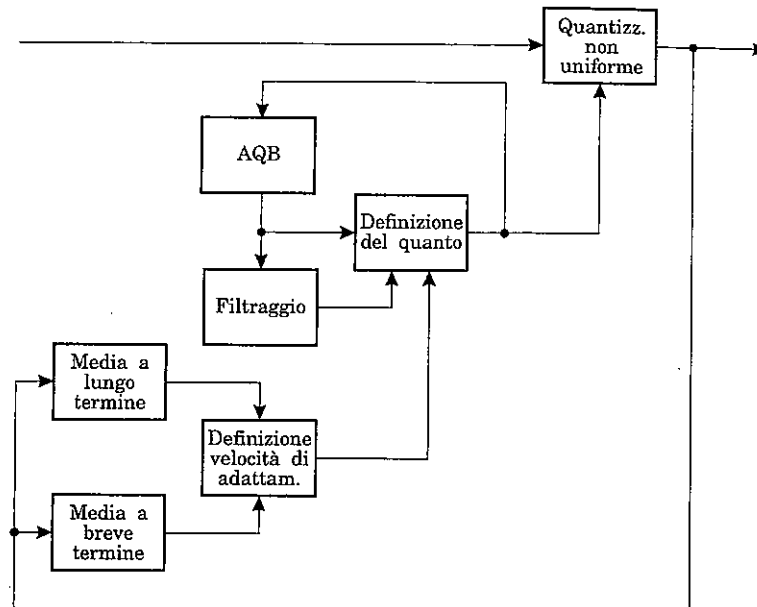 Quantizz.
non
uniforme
AQB
Definizione
del quanto
Filtraggio
Media a
lungo
termine
Definizione
velocità di
adattam.
Media a
breve
termine